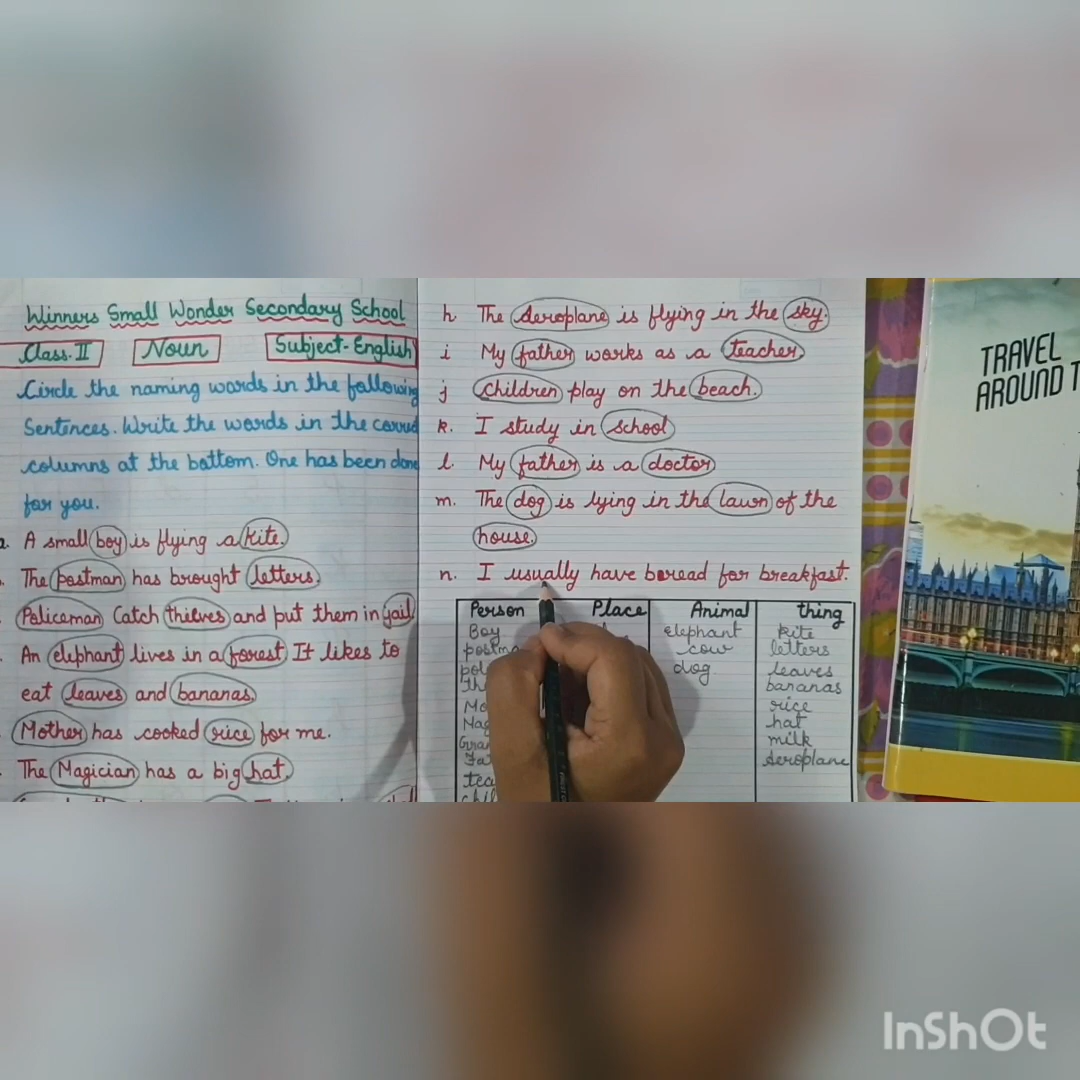 Winners Small Wonder Secondary School
Class-II Noun Subject-English
Circle the naming words in the following
Sentences. Write the words in the
columns at the bottom. One has been done
for you.
a. A small boy is flying a kite.
The postman has brought letters.
Policeman Catch thieves and put them in jail
An elephant lives in a forest It likes to
eat leaves and bananas
Mother has cooked rice for me.
The Magician has a big hat.
h. The Aeroplane is flying in the sky.
i My father works as a teacher.
j. Children play on the beach.
k. I study in school
l. My father is a doctor
m. The dog is lying in the lawn of the
house.
n. I usually have bread for breakfast.
Person Place Animal thing
Boy elephant kite
cow letters
dog leaves
bananas
rice
hat
milk
Aeroplane
TRAVEL
AROUND T
InShOt